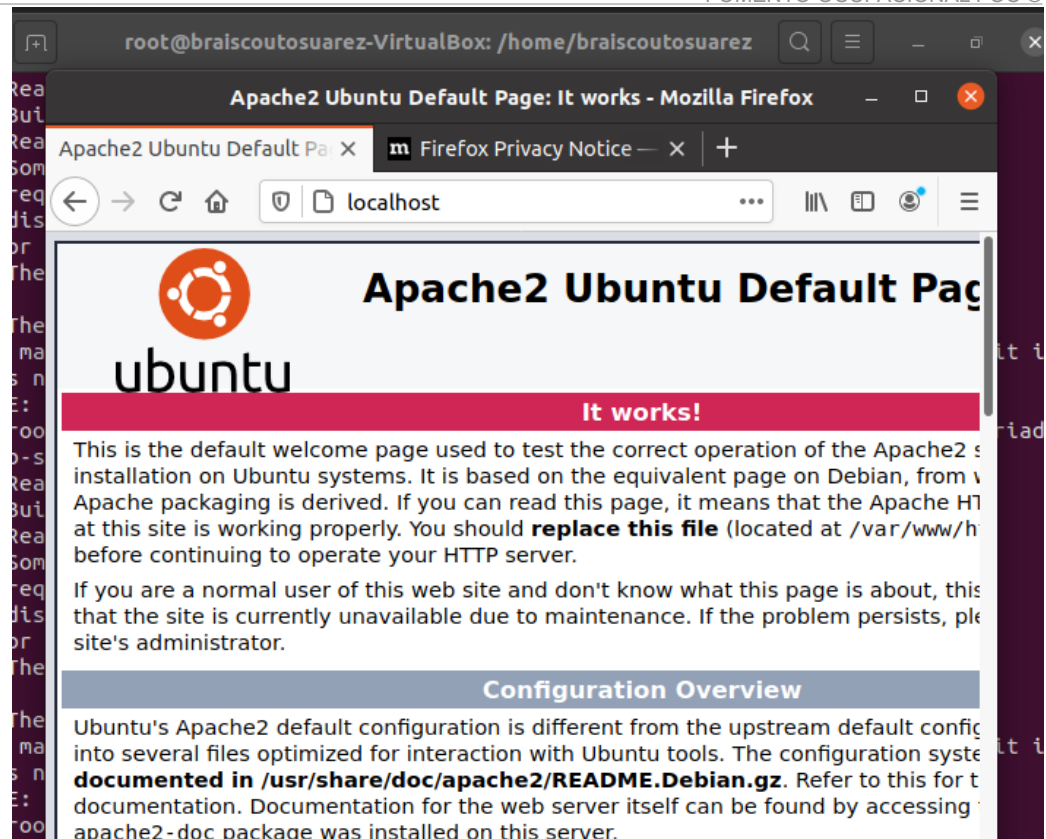 root@braiscoutosuarez-VirtualBox: /home/braiscoutosuarez
Apache2 Ubuntu Default Page: It works - Mozilla Firefox
Apache2 Ubuntu Default Pa
m Firefox Privacy Notice —
localhost
ubuntu
Apache2 Ubuntu Default Pag
It works!
This is the default welcome page used to test the correct operation of the Apache2 s
installation on Ubuntu systems. It is based on the equivalent page on Debian, from w
Apache packaging is derived. If you can read this page, it means that the Apache HT
at this site is working properly. You should replace this file (located at /var/www/h
before continuing to operate your HTTP server.
If you are a normal user of this web site and don't know what this page is about, this
that the site is currently unavailable due to maintenance. If the problem persists, ple
site's administrator.
Configuration Overview
Ubuntu's Apache2 default configuration is different from the upstream default config
into several files optimized for interaction with Ubuntu tools. The configuration syste
documented in /usr/share/doc/apache2/README.Debian.gz. Refer to this for t
documentation. Documentation for the web server itself can be found by accessing
apache2-doc package was installed on this server.